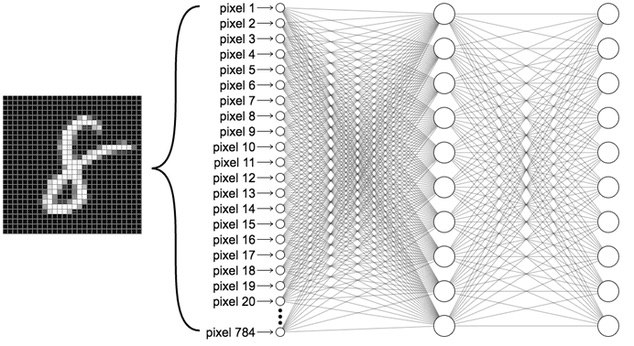 pixel 1
pixel 2
pixel 3
pixel 4
pixel 5
pixel 6
pixel 7
pixel 8
pixel 9
pixel 10
pixel 11
pixel 12
pixel 13
pixel 14
pixel 15
pixel 16
pixel 17
pixel 18
pixel 19
pixel 20
pixel 784
8